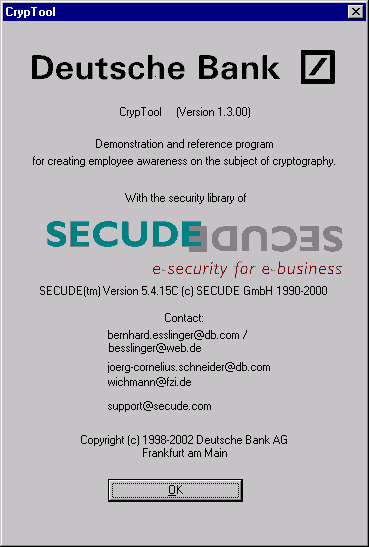 CrypTool
Deutsche Bank
CrypTool (Version 1.3.00)
Demonstration and reference program
for creating employee awareness on the subject of cryptography.
With the security library of
SECUDE SECUDE
e-security for e-business
SECUDE(tm) Version 5.4.15C (c) SECUDE GmbH 1990-2000
Contact:
bernhard.esslinger@db.com /
besslinger@web.de
joerg-cornelius.schneider@db.com
wichmann@fzi.de
support@secude.com
Copyright (c) 1998-2002 Deutsche Bank AG
Frankfurt am Main
OK